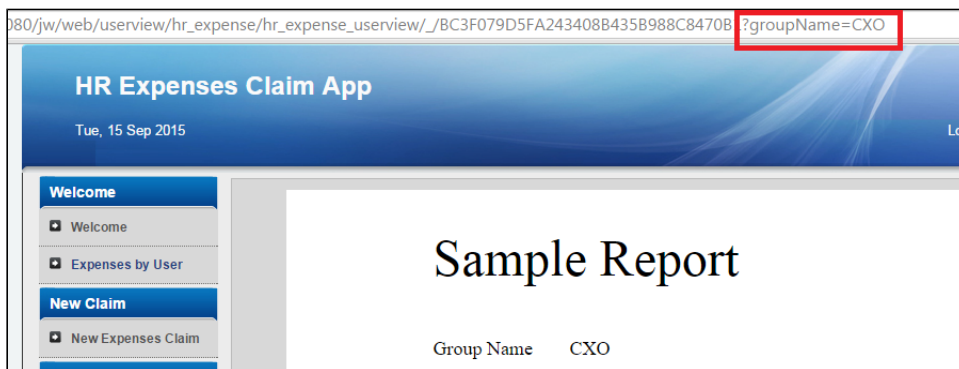 080/jw/web/userview/hr_expense/hr_expense_userview/_/BC3F079D5FA243408B435B988C8470B ?groupName=CXO
HR Expenses Claim App
Tue, 15 Sep 2015
Welcome
Welcome
Expenses by User
New Claim
New Expenses Claim
Sample Report
Group Name CXO